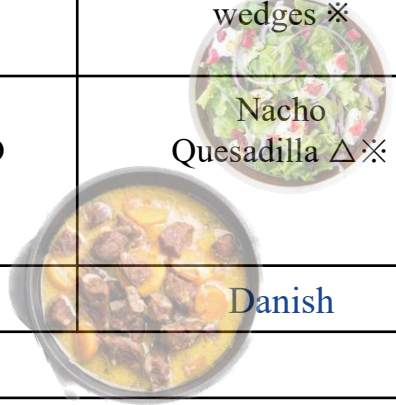 wedges ※
Nacho
Quesadilla △※
Danish